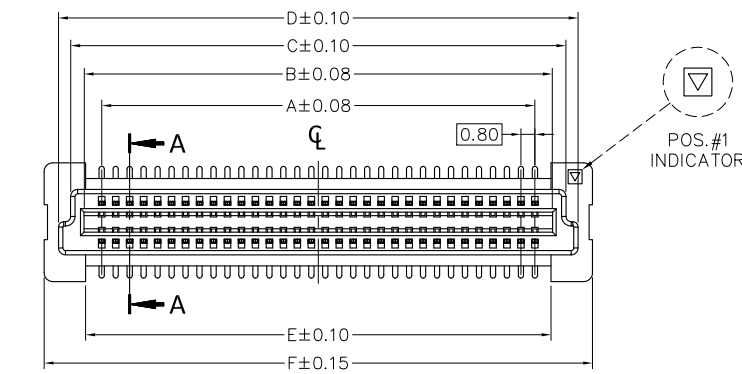 D±0.10
C±0.10
B±0.08
A±0.08
A
℄
0.80
POS.#1
INDICATOR
A
E±0.10
F±0.15